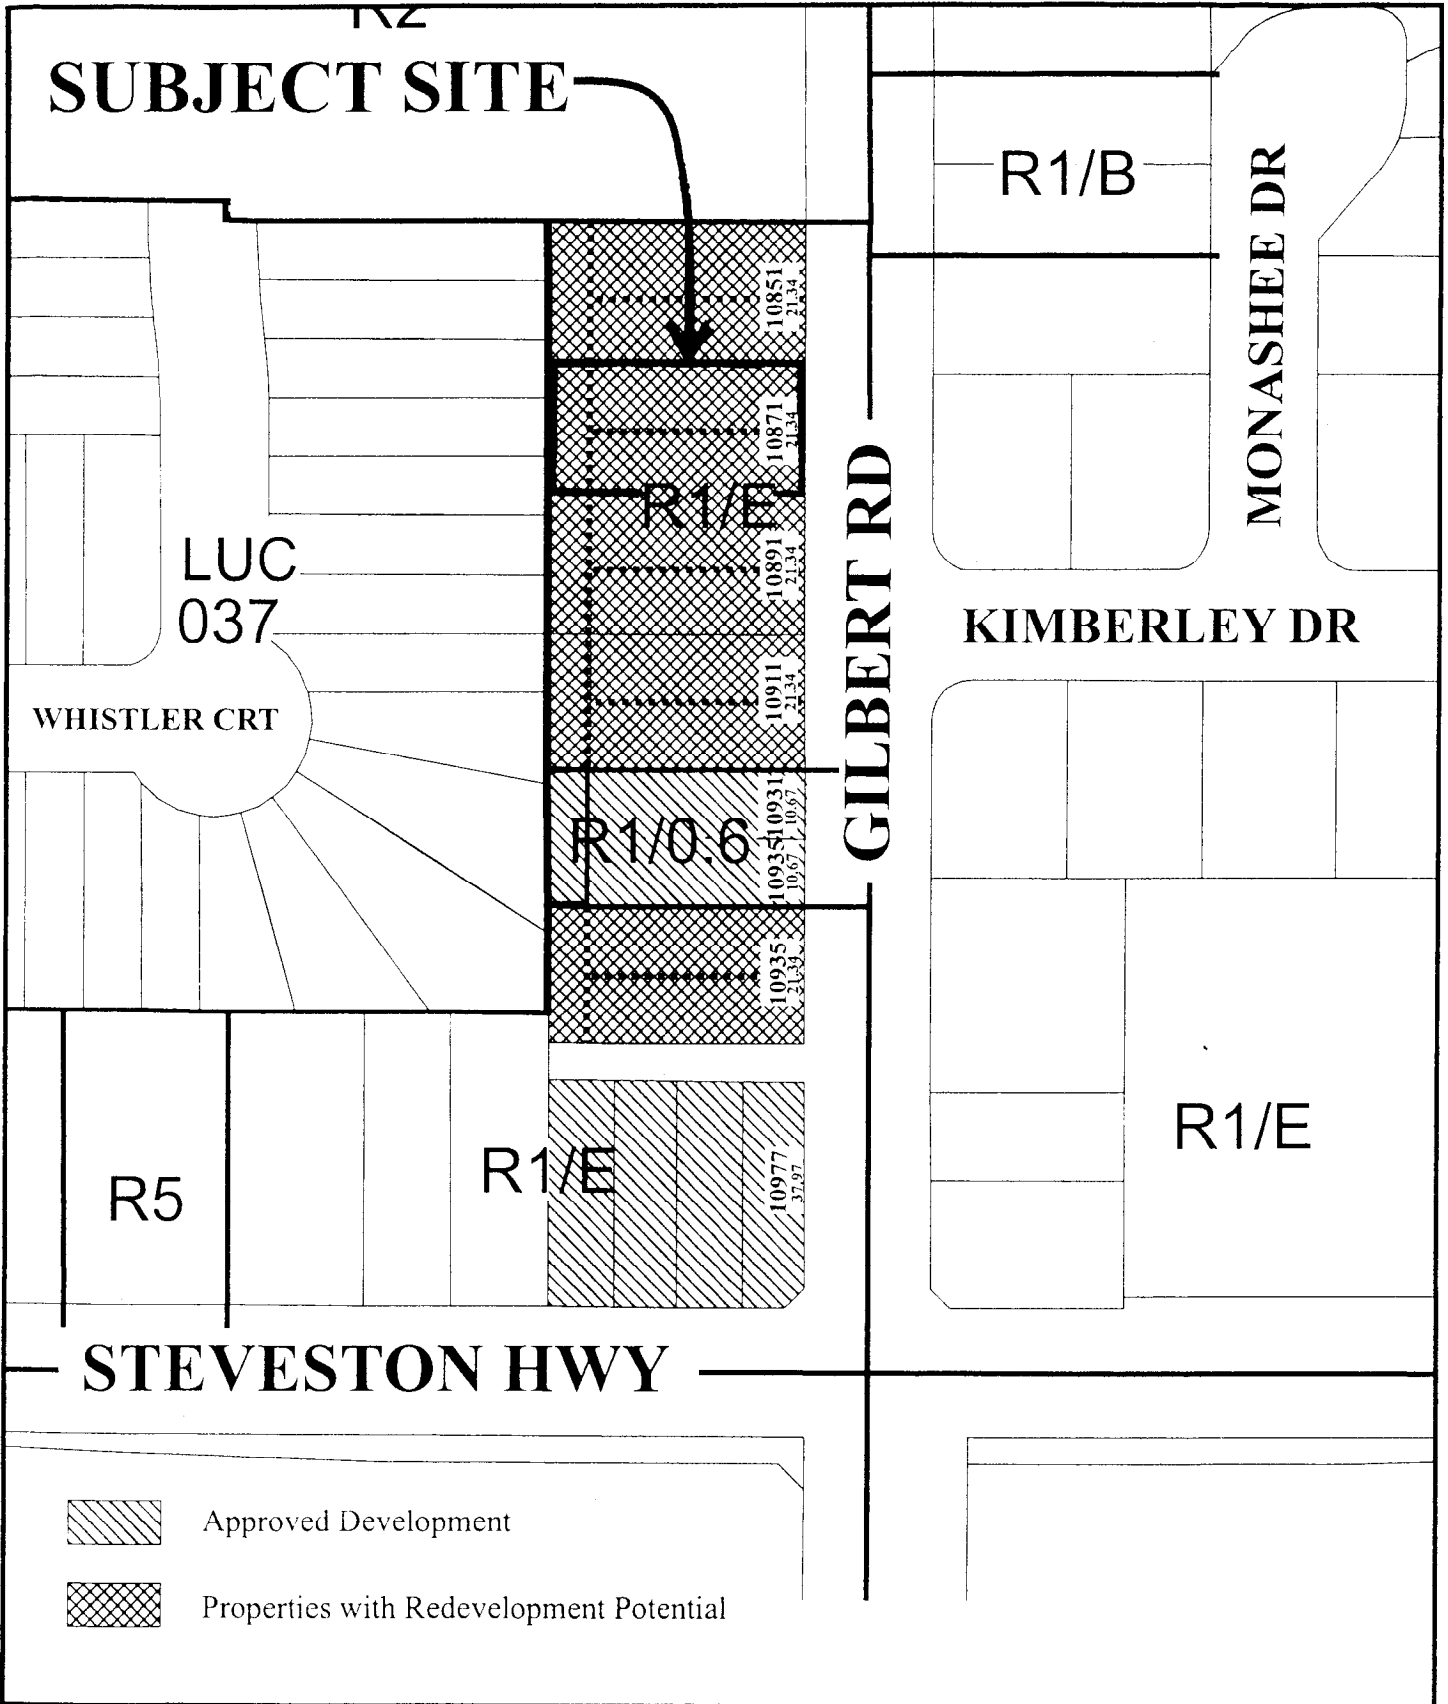 R2
SUBJECT SITE
R1/B
MONASHEE DR
10851
21.34
10871
21.34
R1/E
GILBERT RD
10891
21.34
LUC
037
KIMBERLEY DR
10911
21.34
WHISTLER CRT
10931
10.67
R1/0.6
10935
10.67
10935
21.34
R1/E
R1/E
10977
37.97
R5
STEVESTON HWY
Approved Development
Properties with Redevelopment Potential